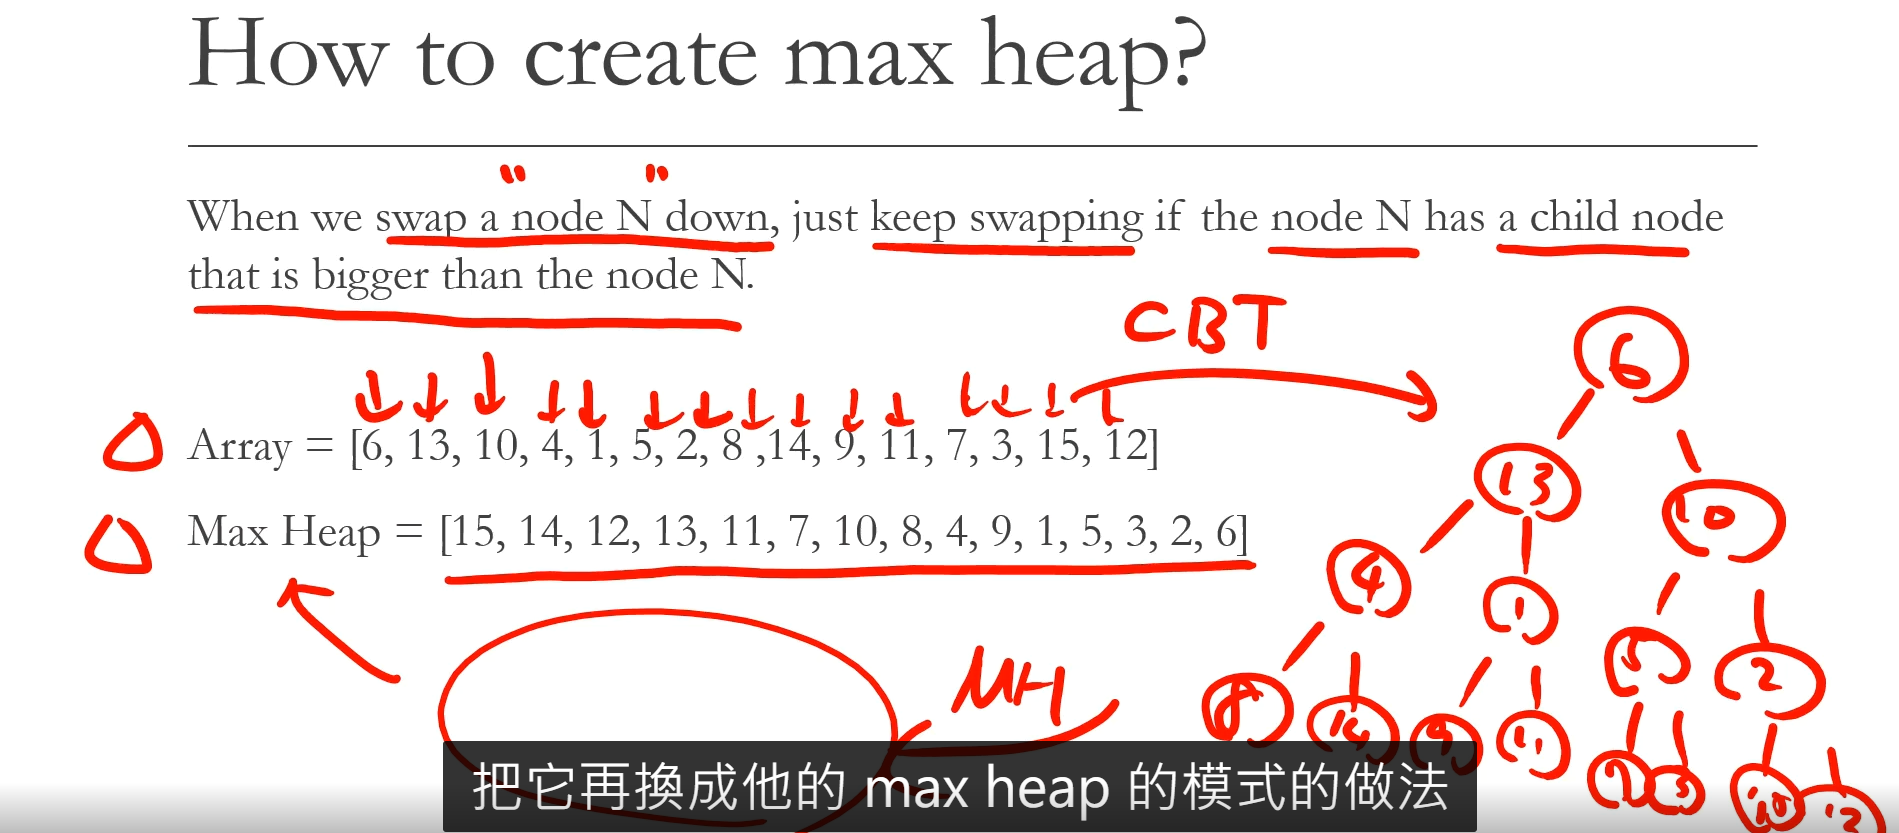 How to create max heap?
When we swap a node N down, just keep swapping if the node N has a child node
that is bigger than the node N.
CBT
Array = [6, 13, 10, 4, 1, 5, 2, 8 ,14, 9, 11, 7, 3, 15, 12]
Max Heap = [15, 14, 12, 13, 11, 7, 10, 8, 4, 9, 1, 5, 3, 2, 6]
6
13
10
4
1
5
2
MH
8
14
9
11
7
3
15
12
把它再換成他的 max heap 的模式的做法